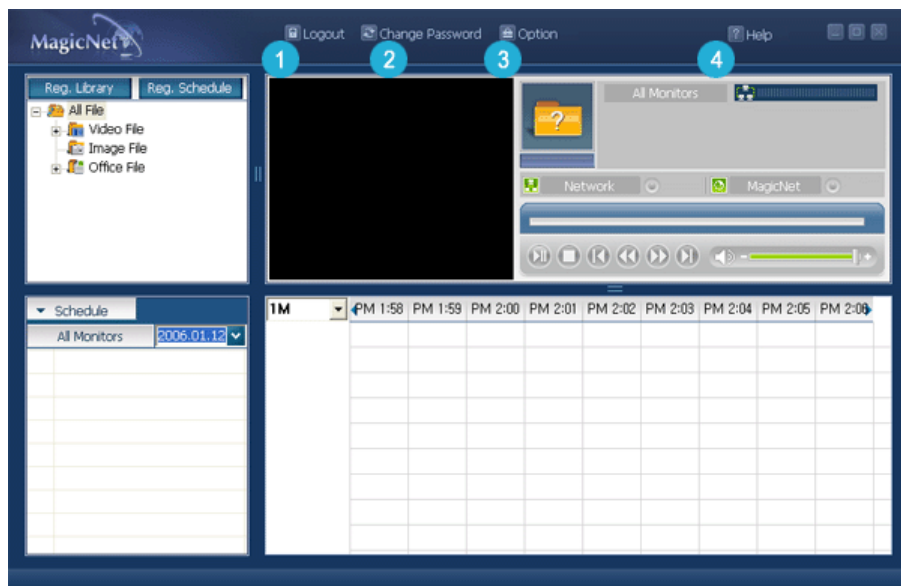 MagicNet
Logout Change Password Option Help
1 2 3 4
Reg. Library Reg. Schedule
All File
Video File
Image File
Office File
All Monitors
?
Network MagicNet
Schedule
All Monitors 2006.01.12
1M PM 1:58 PM 1:59 PM 2:00 PM 2:01 PM 2:02 PM 2:03 PM 2:04 PM 2:05 PM 2:06